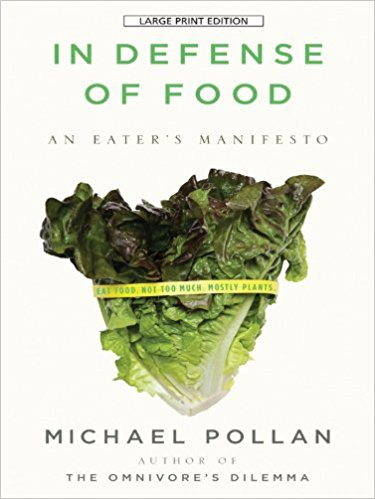 LARGE PRINT EDITION
IN DEFENSE
OF FOOD
AN EATER'S MANIFESTO
EAT FOOD. NOT TOO MUCH. MOSTLY PLANTS.
MICHAEL POLLAN
AUTHOR OF
THE OMNIVORE'S DILEMMA